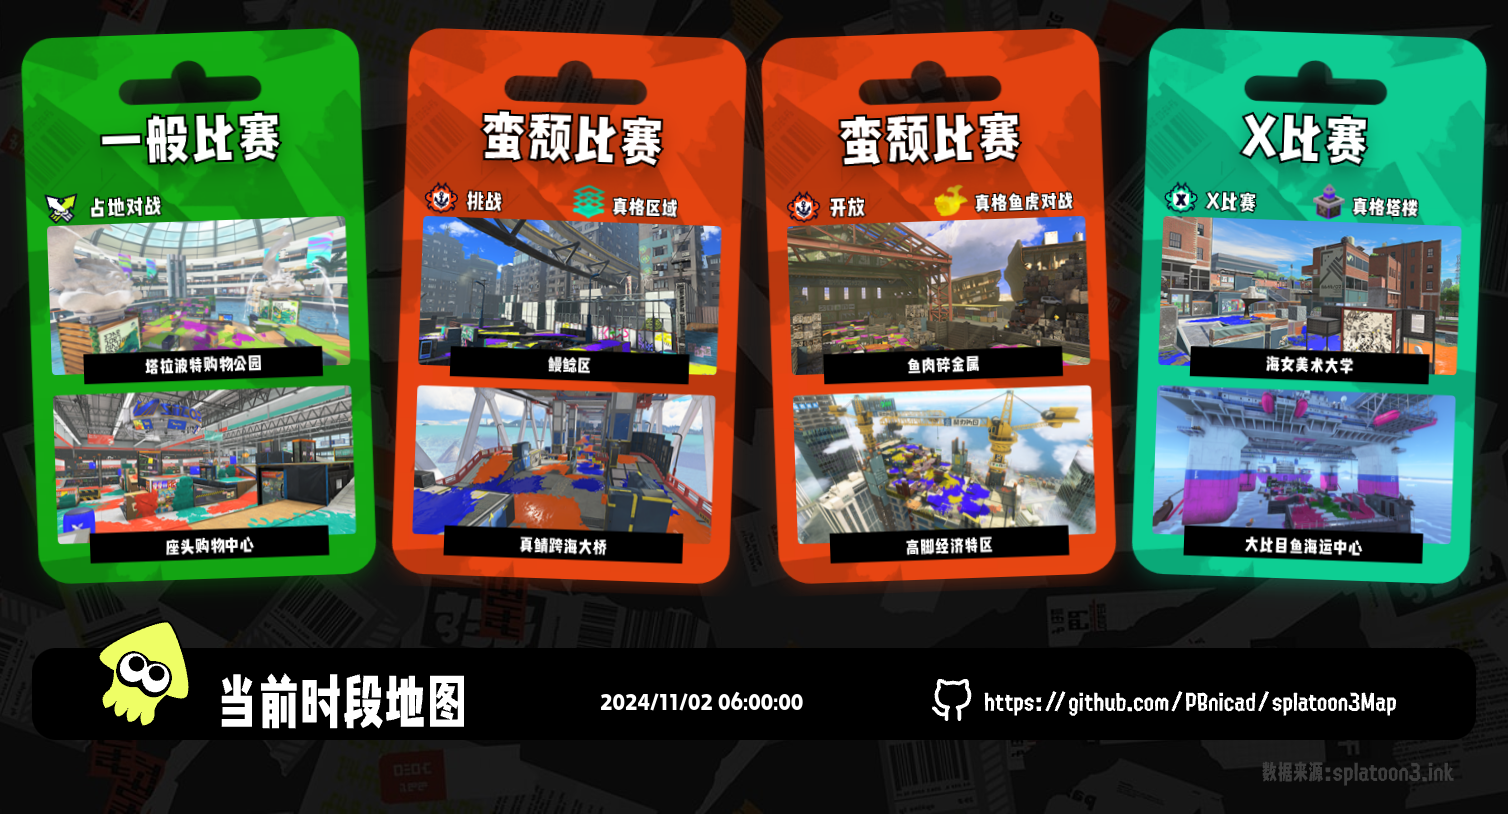 一般比赛
占地对战
塔拉波特购物公园
座头购物中心
蛮颓比赛
挑战
真格区域
鳗鲶区
真鲭跨海大桥
蛮颓比赛
开放
真格鱼虎对战
鱼肉碎金属
高脚经济特区
X比赛
X比赛
真格塔楼
海女美术大学
大比目鱼海运中心
当前时段地图
2024/11/02 06:00:00
https://github.com/PBnicad/splatoon3Map
数据来源:splatoon3.ink